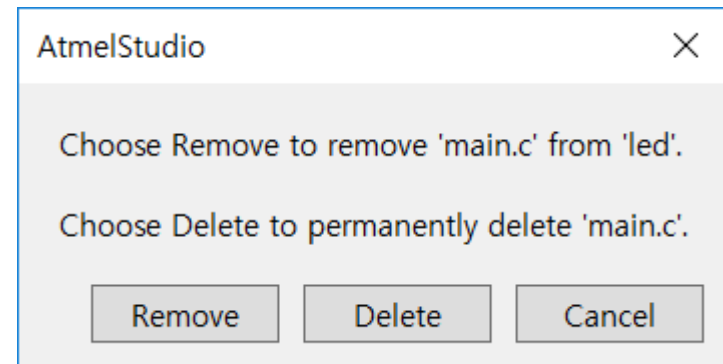 AtmelStudio
Choose Remove to remove 'main.c' from 'led'.
Choose Delete to permanently delete 'main.c'.
Remove Delete Cancel